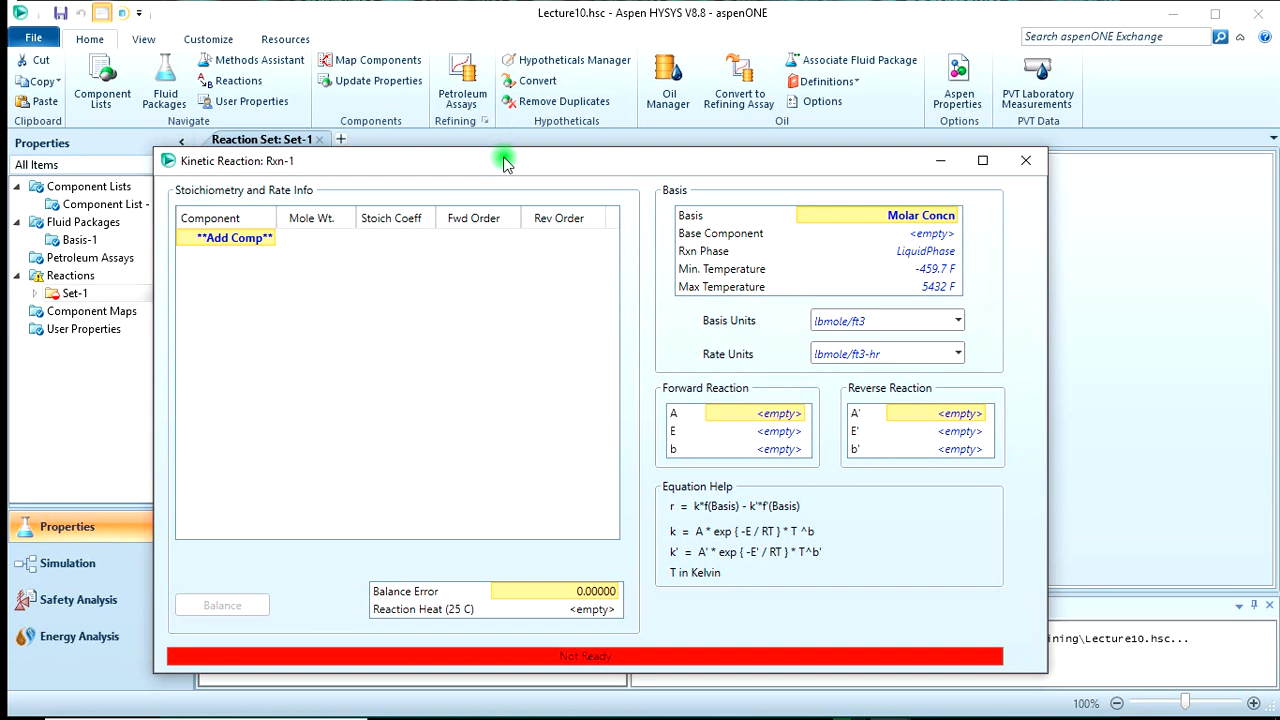 Lecture10.hsc - Aspen HYSYS V8.8 - aspenONE
File Home View Customize Resources
Search aspenONE Exchange
Cut
Copy
Paste
Clipboard
Component Lists
Fluid Packages
Methods Assistant
Reactions
User Properties
Navigate
Map Components
Update Properties
Components
Petroleum Assays
Refining
Hypotheticals Manager
Convert
Remove Duplicates
Hypotheticals
Oil Manager
Convert to Refining Assay
Associate Fluid Package
Definitions
Options
Oil
Aspen Properties
Options
PVT Laboratory Measurements
PVT Data
Properties
All Items
Component Lists
Component List -
Fluid Packages
Basis-1
Petroleum Assays
Reactions
Set-1
Component Maps
User Properties
Properties
Simulation
Safety Analysis
Energy Analysis
Reaction Set: Set-1
Kinetic Reaction: Rxn-1
Stoichiometry and Rate Info
Component Mole Wt. Stoich Coeff Fwd Order Rev Order
**Add Comp**
Balance
Balance Error 0.00000
Reaction Heat (25 C) <empty>
Basis
Basis Molar Concn
Base Component <empty>
Rxn Phase LiquidPhase
Min. Temperature -459.7 F
Max Temperature 5432 F
Basis Units lbmole/ft3
Rate Units lbmole/ft3-hr
Forward Reaction
A <empty>
E <empty>
b <empty>
Reverse Reaction
A' <empty>
E' <empty>
b' <empty>
Equation Help
r = k*f(Basis) - k'*f'(Basis)
k = A * exp { -E / RT } * T ^b
k' = A' * exp { -E' / RT } * T^b'
T in Kelvin
Not Ready
ining\Lecture10.hsc...
100%